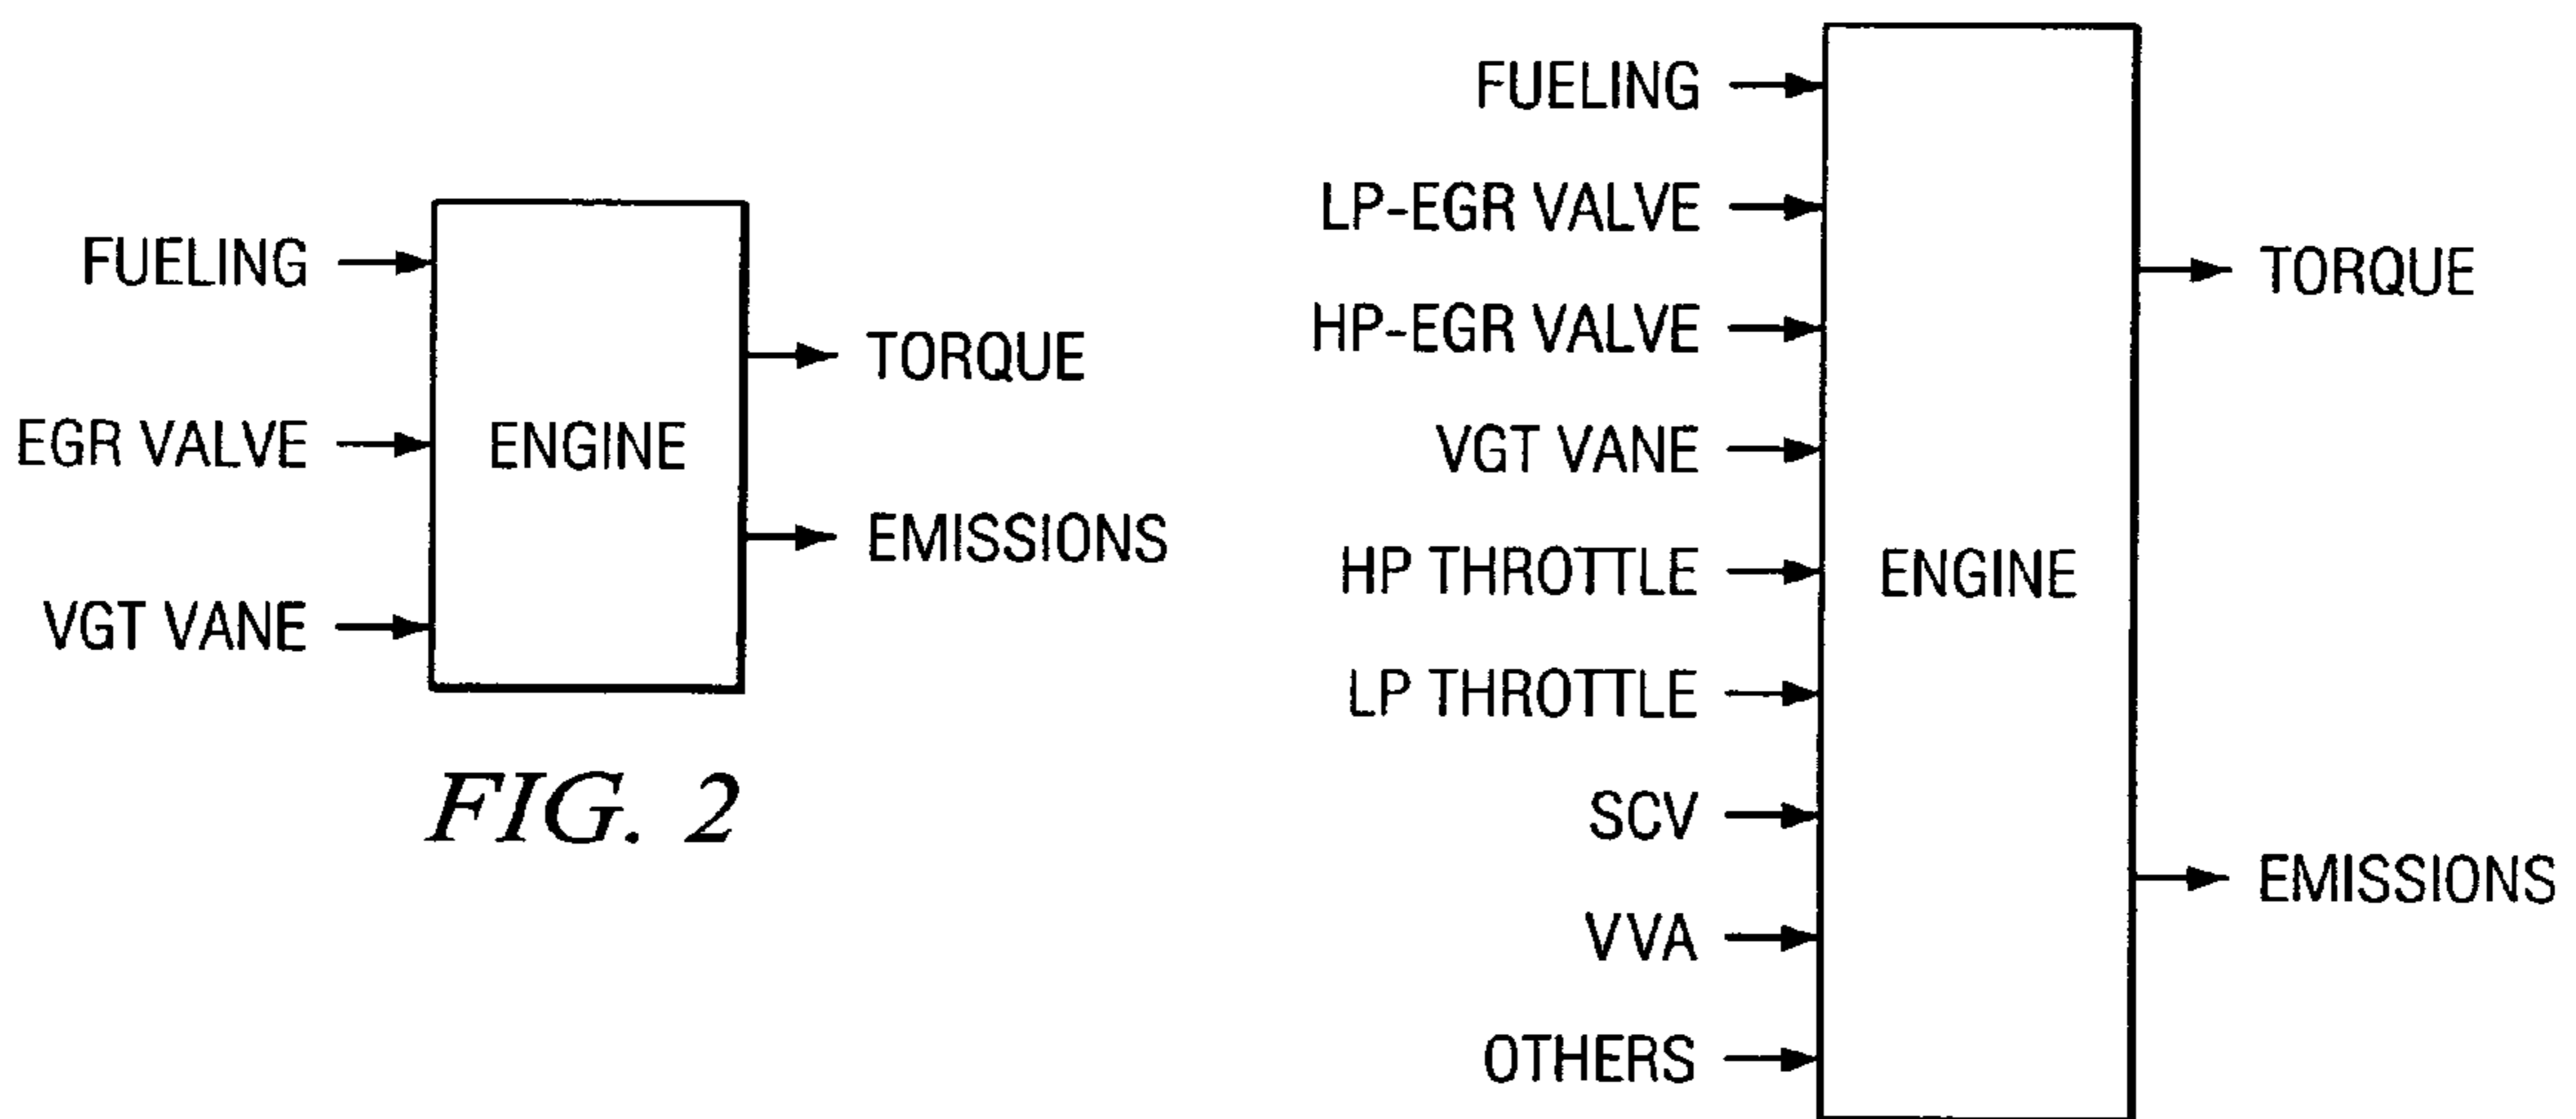 FUELING
EGR VALVE
VGT VANE
ENGINE
TORQUE
EMISSIONS
FIG. 2
FUELING
LP-EGR VALVE
HP-EGR VALVE
VGT VANE
HP THROTTLE
LP THROTTLE
SCV
VVA
OTHERS
ENGINE
TORQUE
EMISSIONS